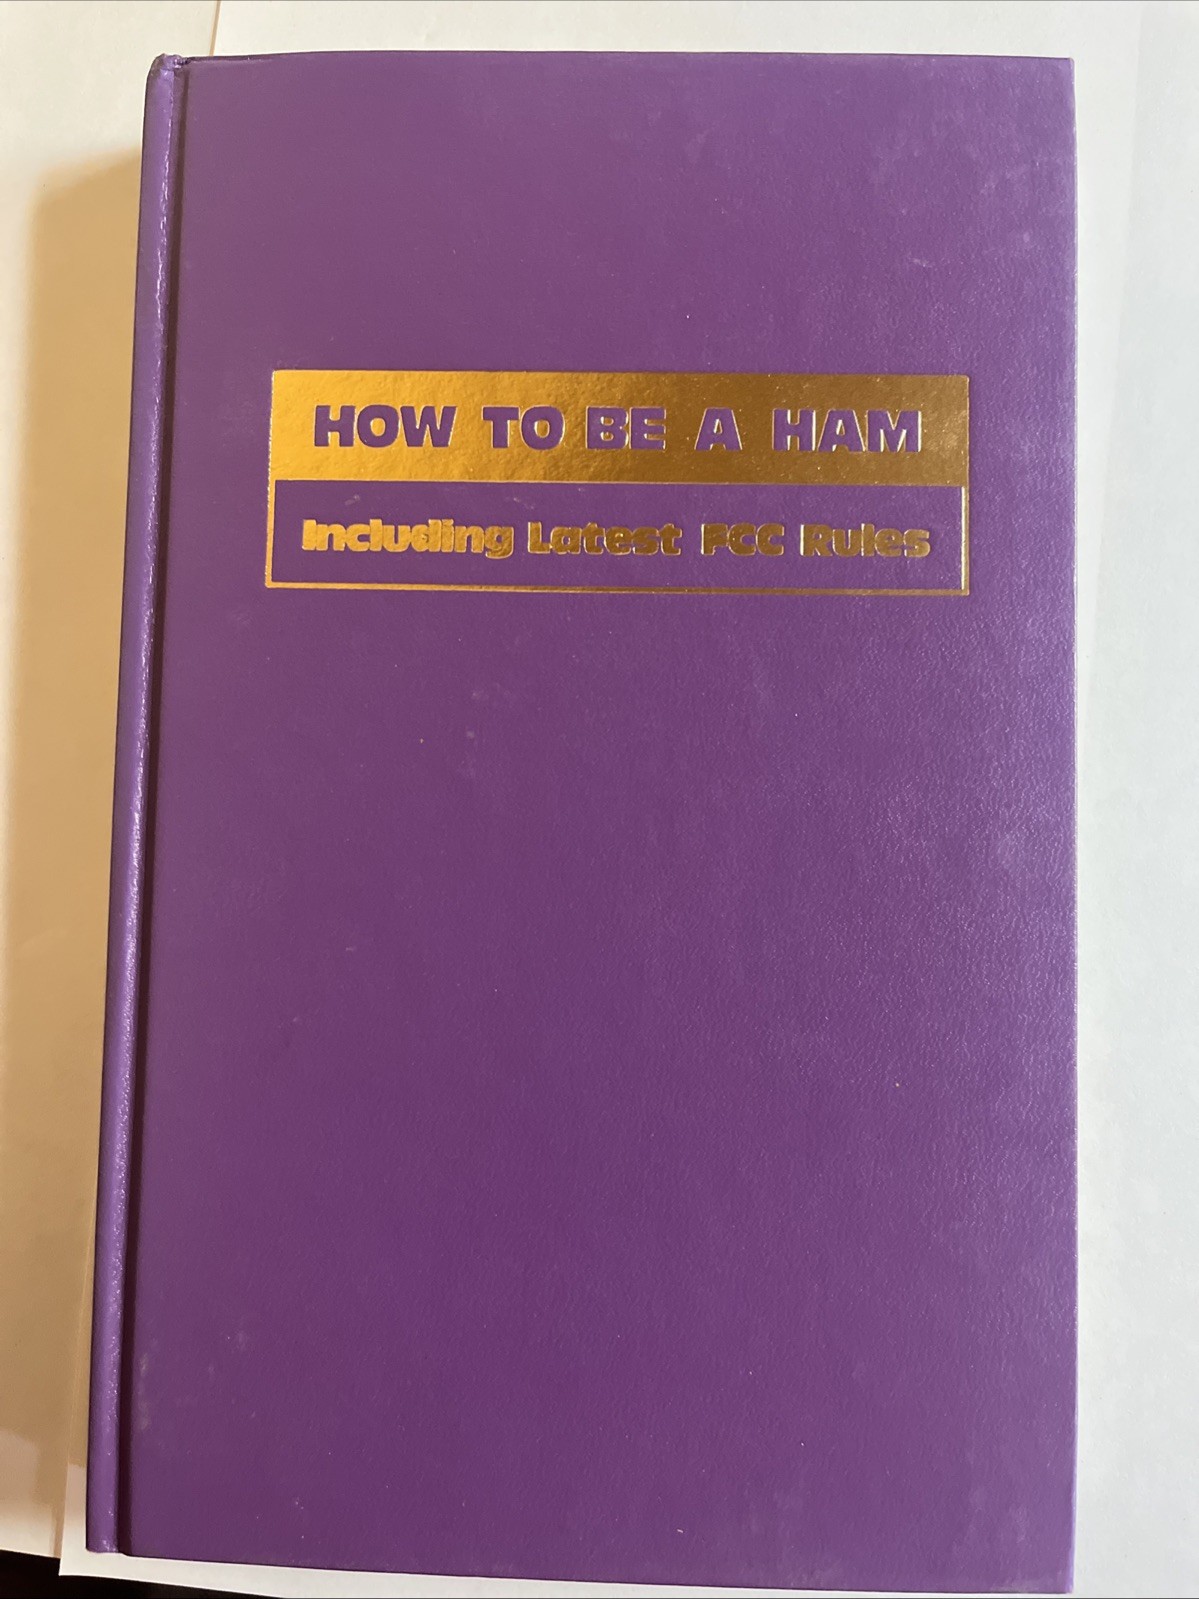 HOW TO BE A HAM
Including Latest FCC Rules